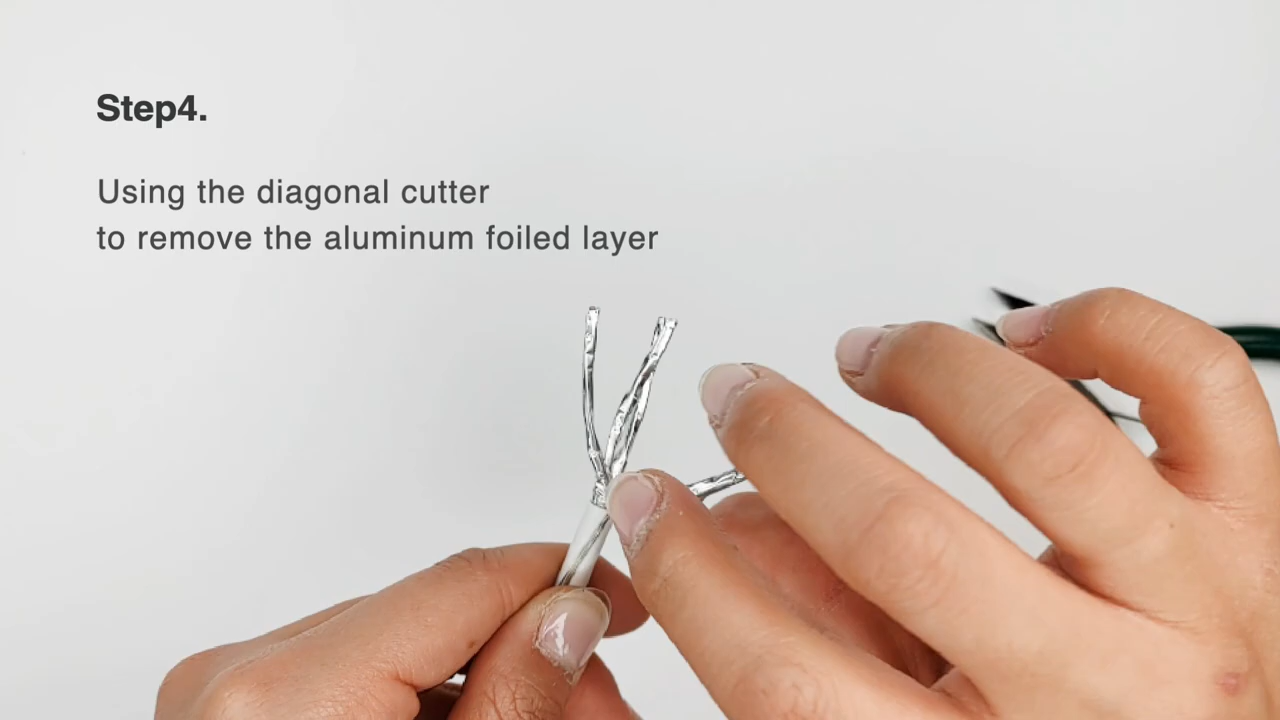 Step4.
Using the diagonal cutter
to remove the aluminum foiled layer